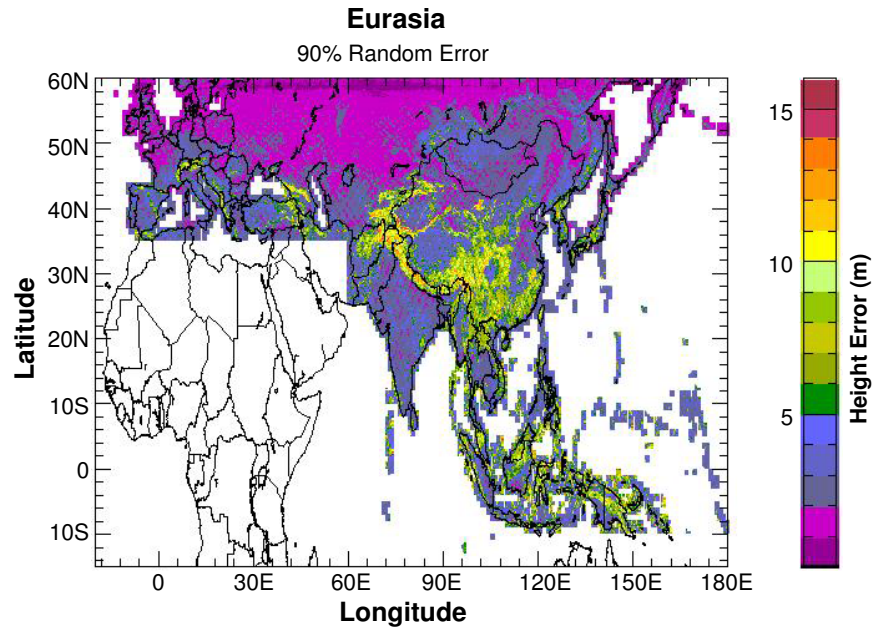 Eurasia
90% Random Error
60N
50N
40N
30N
20N
10S
0
10S
Latitude
0
30E
60E
90E
120E
150E
180E
Longitude
15
10
5
Height Error (m)